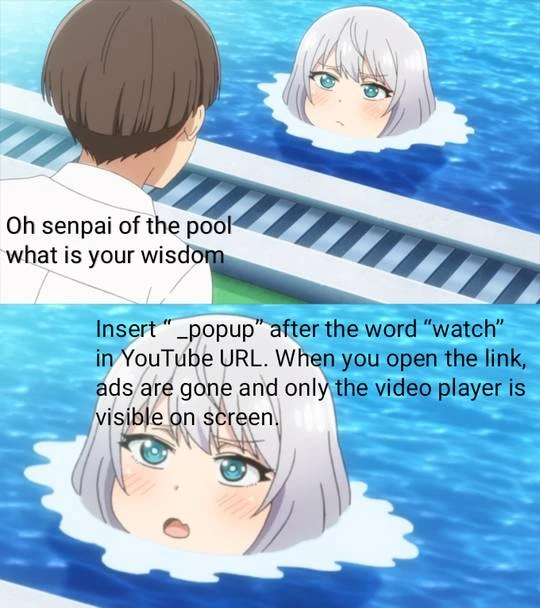 Oh senpai of the pool
what is your wisdom
Insert “ _popup” after the word “watch”
in YouTube URL. When you open the link,
ads are gone and only the video player is
visible on screen.